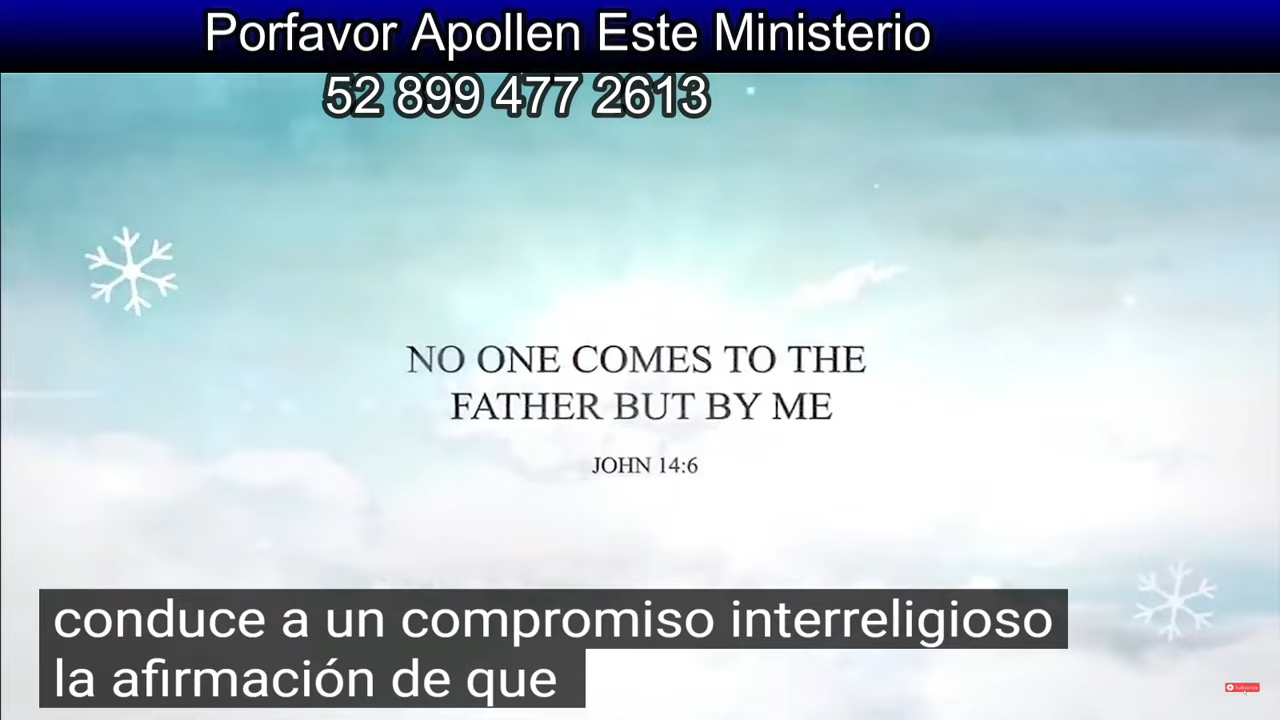 Porfavor Apollen Este Ministerio
52 899 477 2613
NO ONE COMES TO THE
FATHER BUT BY ME
JOHN 14:6
conduce a un compromiso interreligioso
la afirmación de que